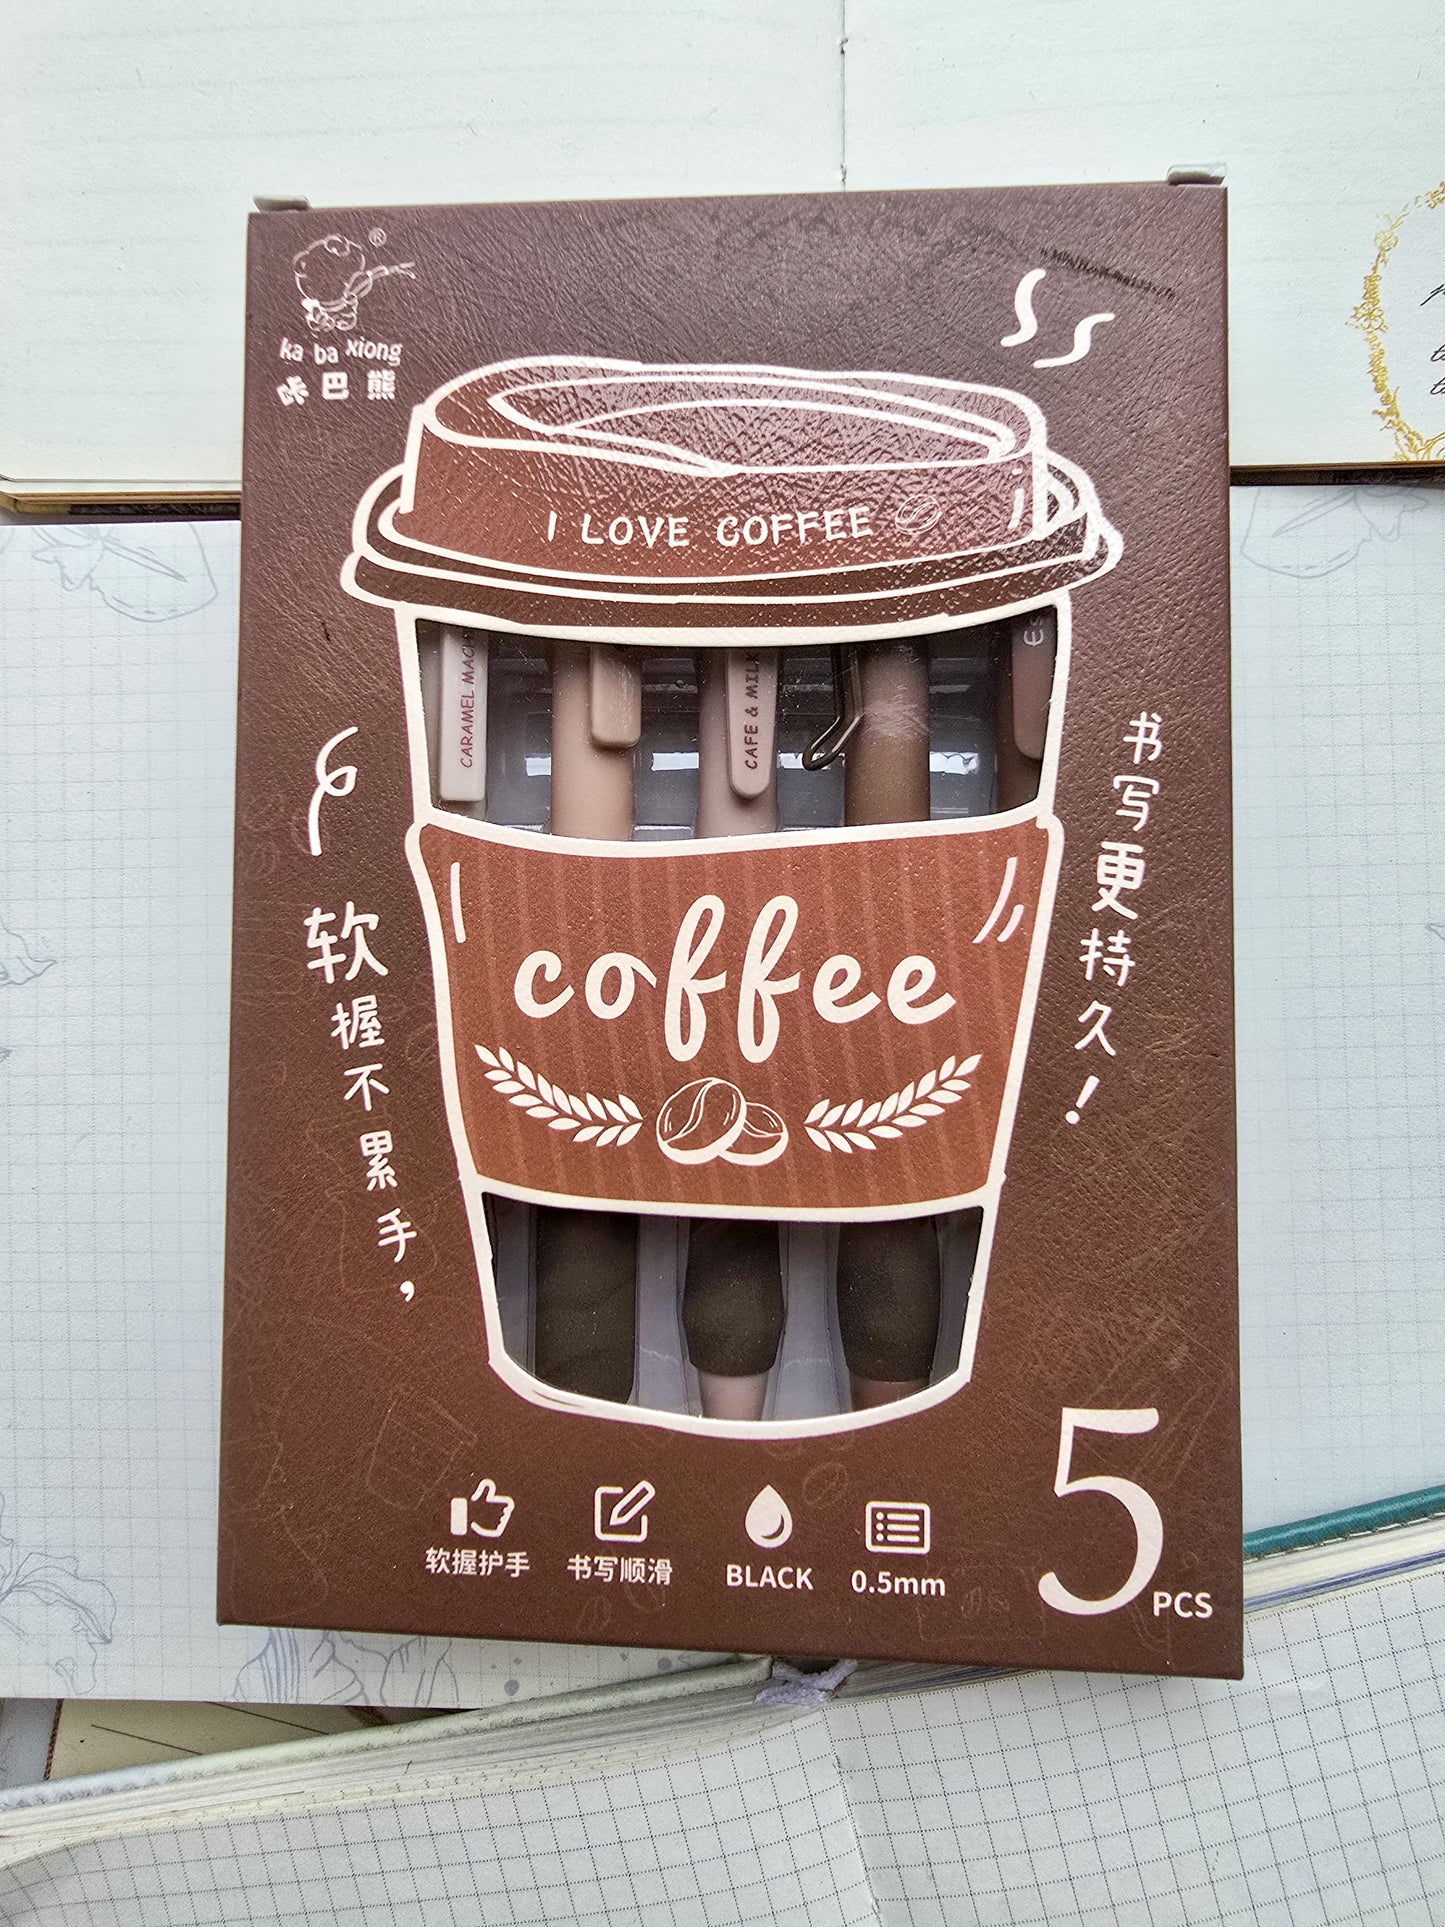 ®
ka ba xiong
咔巴熊
I LOVE COFFEE
CARAMEL
CAFE & MILK
coffee
软握不累手，
书写更持久！
软握护手
书写顺滑
BLACK
0.5mm
5
PCS